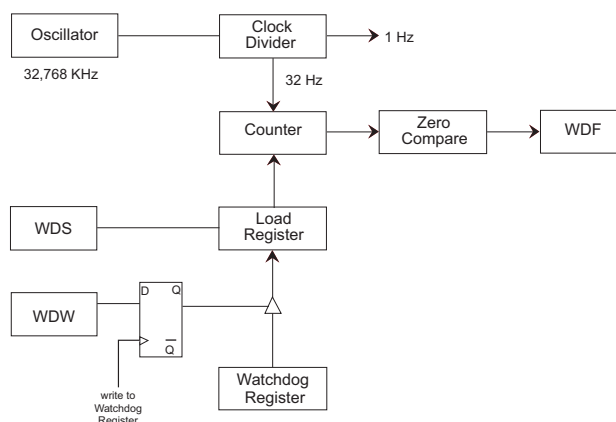 Oscillator
Clock
Divider
1 Hz
32,768 KHz
32 Hz
Counter
Zero
Compare
WDF
WDS
Load
Register
WDW
D Q
Q
write to
Watchdog
Register
Watchdog
Register